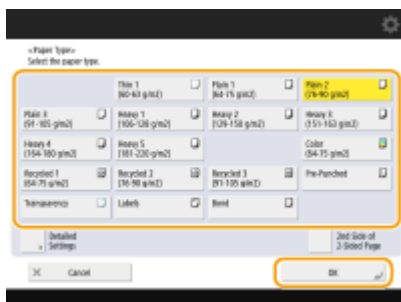 <Paper Type>
Select the paper type.
Thin 1
(60-63 g/m2)
Plain 1
(64-75 g/m2)
Plain 2
(76-90 g/m2)
Plain 3
(91-105 g/m2)
Heavy 1
(106-128 g/m2)
Heavy 2
(129-150 g/m2)
Heavy 3
(151-163 g/m2)
Heavy 4
(164-180 g/m2)
Heavy 5
(181-220 g/m2)
Color
(64-75 g/m2)
Recycled 1
(64-75 g/m2)
Recycled 2
(76-90 g/m2)
Recycled 3
(91-105 g/m2)
Pre-Punched
Transparency
Labels
Bond
Detailed
Settings
2nd Side of
2-Sided Page
Cancel
OK